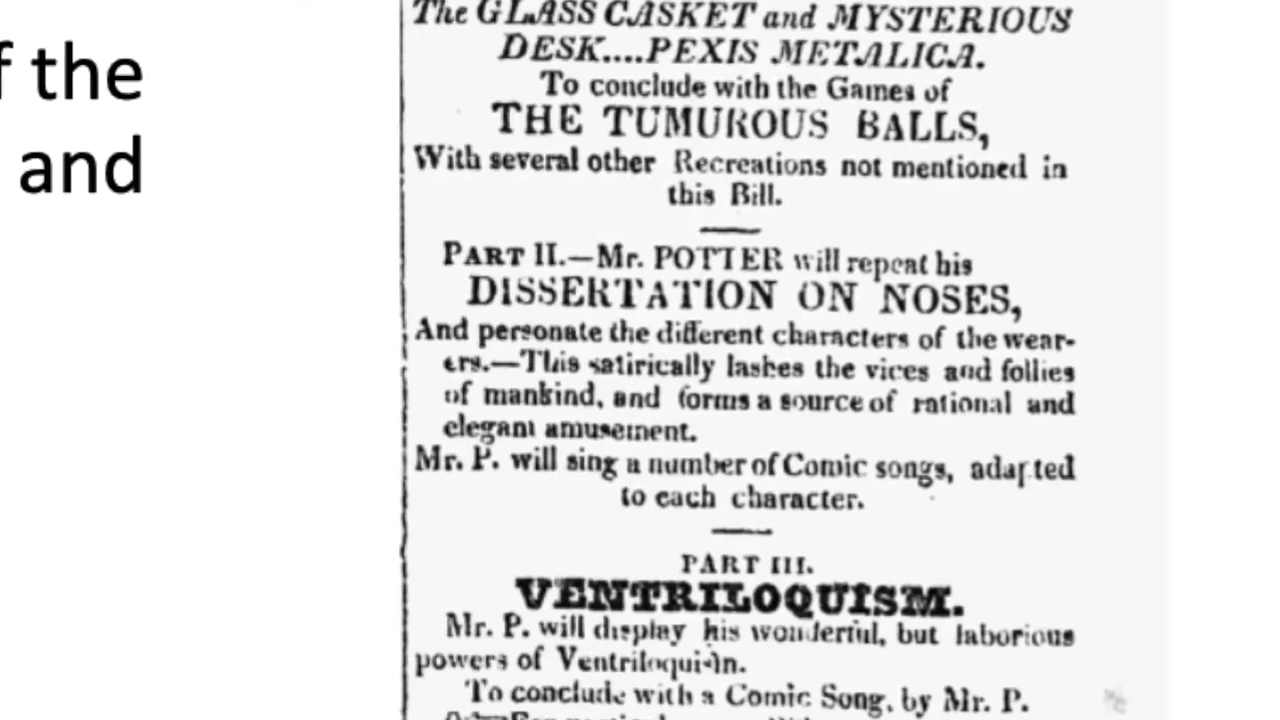 f the
and
The GLASS CASKET and MYSTERIOUS
DESK....PEXIS METALICA.
To conclude with the Games of
THE TUMUROUS BALLS,
With several other Recreations not mentioned in
this Bill.
PART II.—Mr. POTTER will repeat his
DISSERTATION ON NOSES,
And personate the different characters of the wear-
ers.—This satirically lashes the vices and follies
of mankind, and forms a source of rational and
elegant amusement.
Mr. P. will sing a number of Comic songs, adapted
to each character.
PART III.
VENTRILOQUISM.
Mr. P. will display his wonderful, but laborious
powers of Ventriloquism.
To conclude with a Comic Song, by Mr. P.